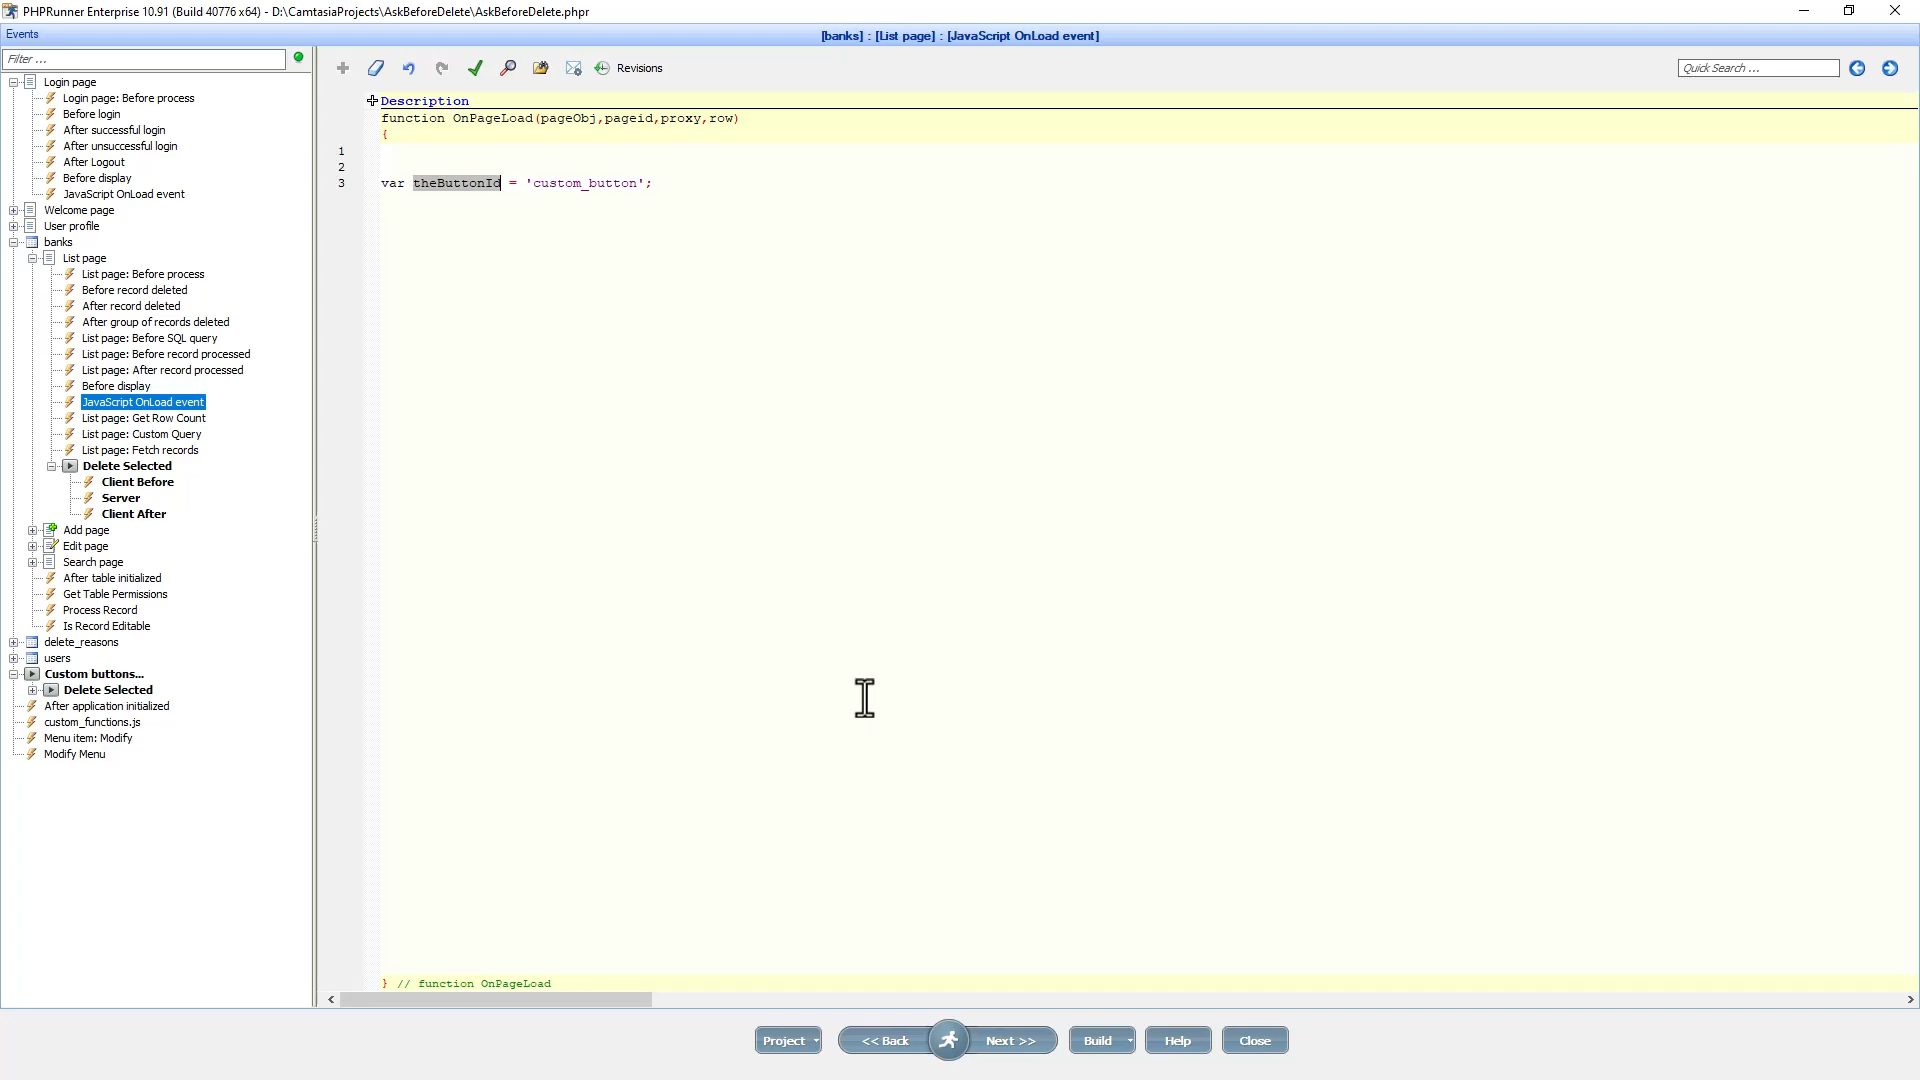 PHPRunner Enterprise 10.91 (Build 40776 x64) - D:\CamtasiaProjects\AskBeforeDelete\AskBeforeDelete.phpr
Events
[banks] : [List page] : [JavaScript OnLoad event]
Filter ...
Revisions
Quick Search ...
Login page
Login page: Before process
Before login
After successful login
After unsuccessful login
After Logout
Before display
JavaScript OnLoad event
Welcome page
User profile
banks
List page
List page: Before process
Before record deleted
After record deleted
After group of records deleted
List page: Before SQL query
List page: Before record processed
List page: After record processed
Before display
JavaScript OnLoad event
List page: Get Row Count
List page: Custom Query
List page: Fetch records
Delete Selected
Client Before
Server
Client After
Add page
Edit page
Search page
After table initialized
Get Table Permissions
Process Record
Is Record Editable
delete_reasons
users
Custom buttons...
Delete Selected
After application initialized
custom_functions.js
Menu item: Modify
Modify Menu
Description
function OnPageLoad(pageObj,pageid,proxy,row)
{
1
2
3 var theButtonId = 'custom_button';
} // function OnPageLoad
Project
<< Back
Next >>
Build
Help
Close